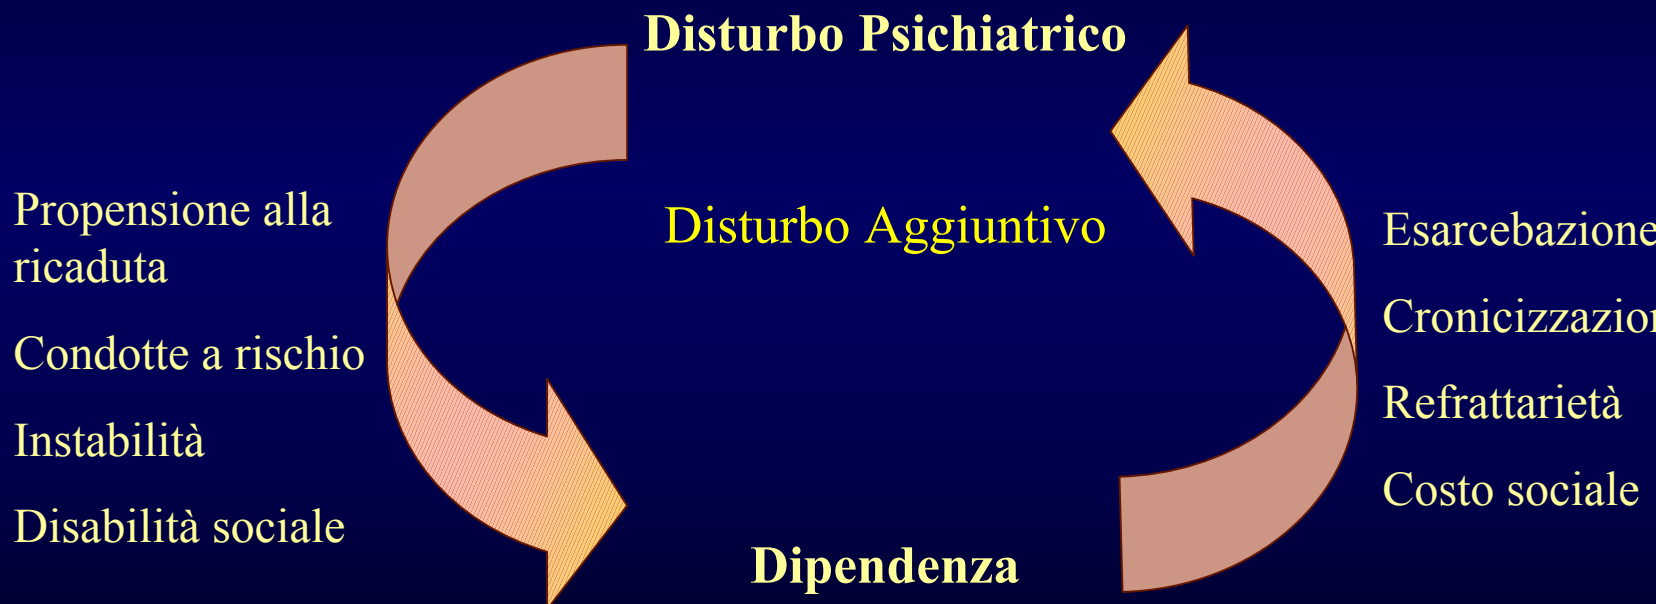 Disturbo Psichiatrico
Propensione alla
ricaduta
Condotte a rischio
Instabilità
Disabilità sociale
Disturbo Aggiuntivo
Esarcebazione
Cronicizzazion
Refrattarietà
Costo sociale
Dipendenza